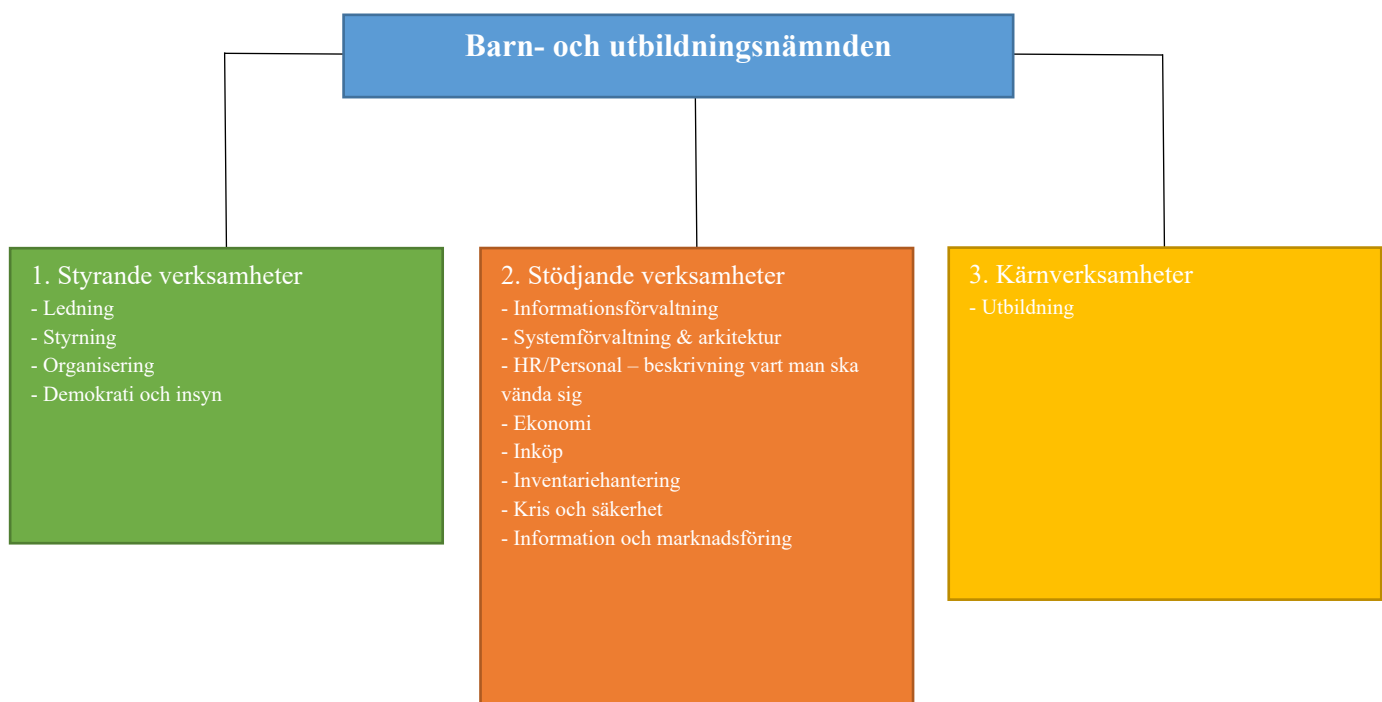 Barn- och utbildningsnämnden
1. Styrande verksamheter
- Ledning
- Styrning
- Organisering
- Demokrati och insyn
2. Stödjande verksamheter
- Informationsförvaltning
- Systemförvaltning & arkitektur
- HR/Personal – beskrivning vart man ska
vända sig
- Ekonomi
- Inköp
- Inventariehantering
- Kris och säkerhet
- Information och marknadsföring
3. Kärnverksamheter
- Utbildning